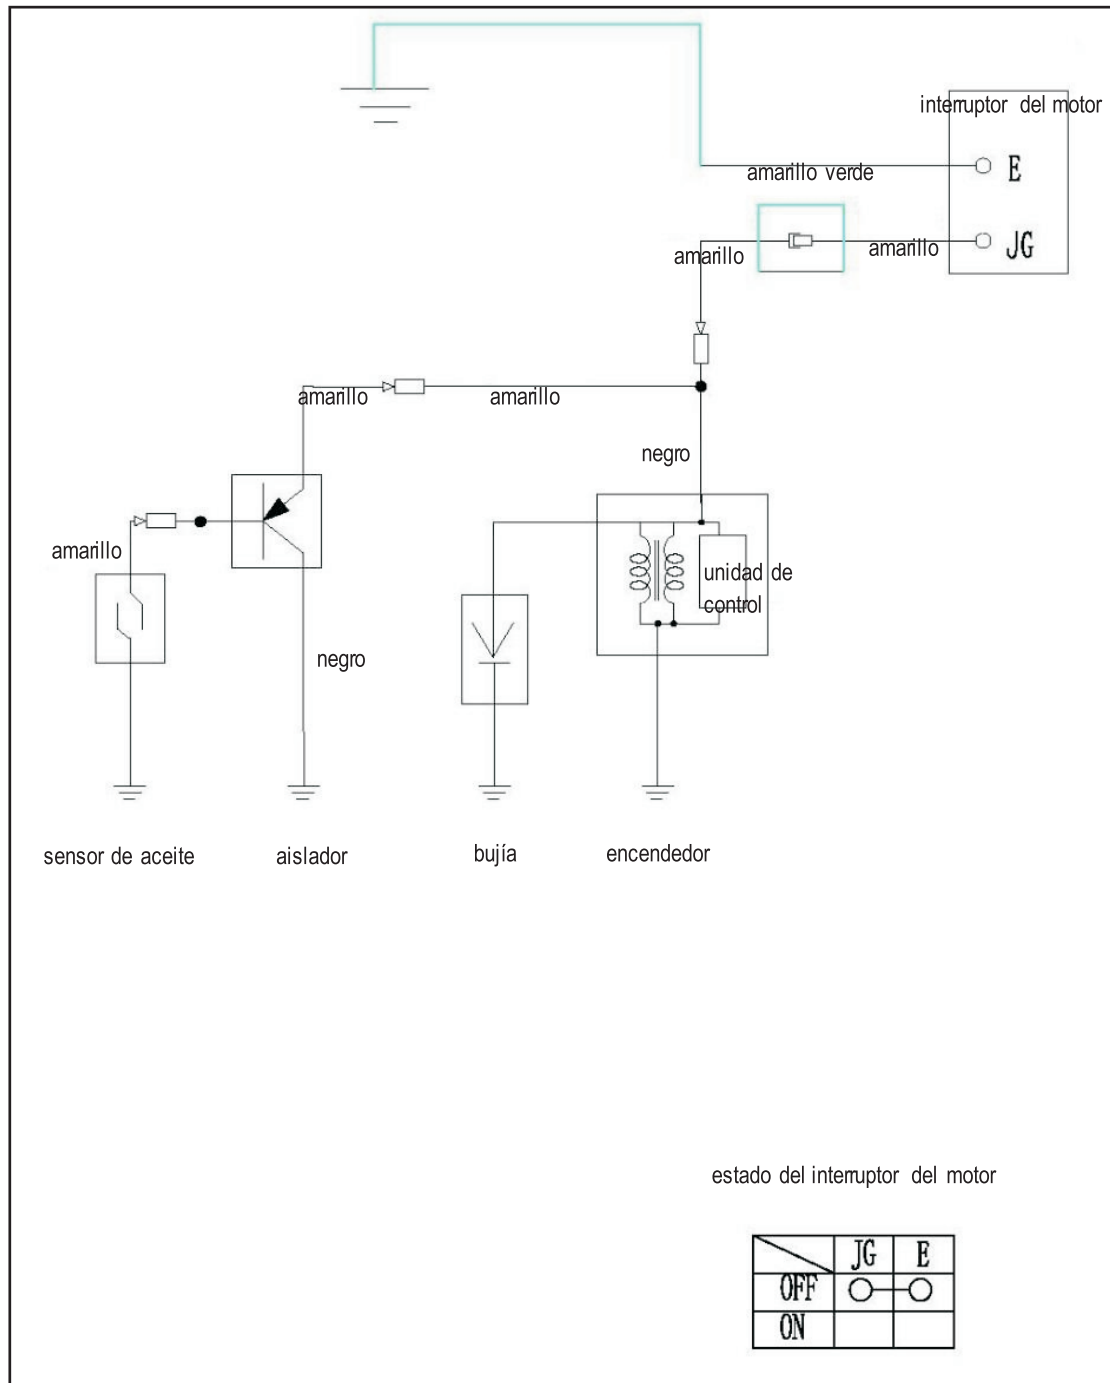 interruptor del motor
E
amarillo verde
JG
amarillo
amarillo
amarillo
amarillo
negro
amarillo
unidad de
control
negro
sensor de aceite
aislador
bujía
encendedor
estado del interruptor del motor
JG E
OFF
ON